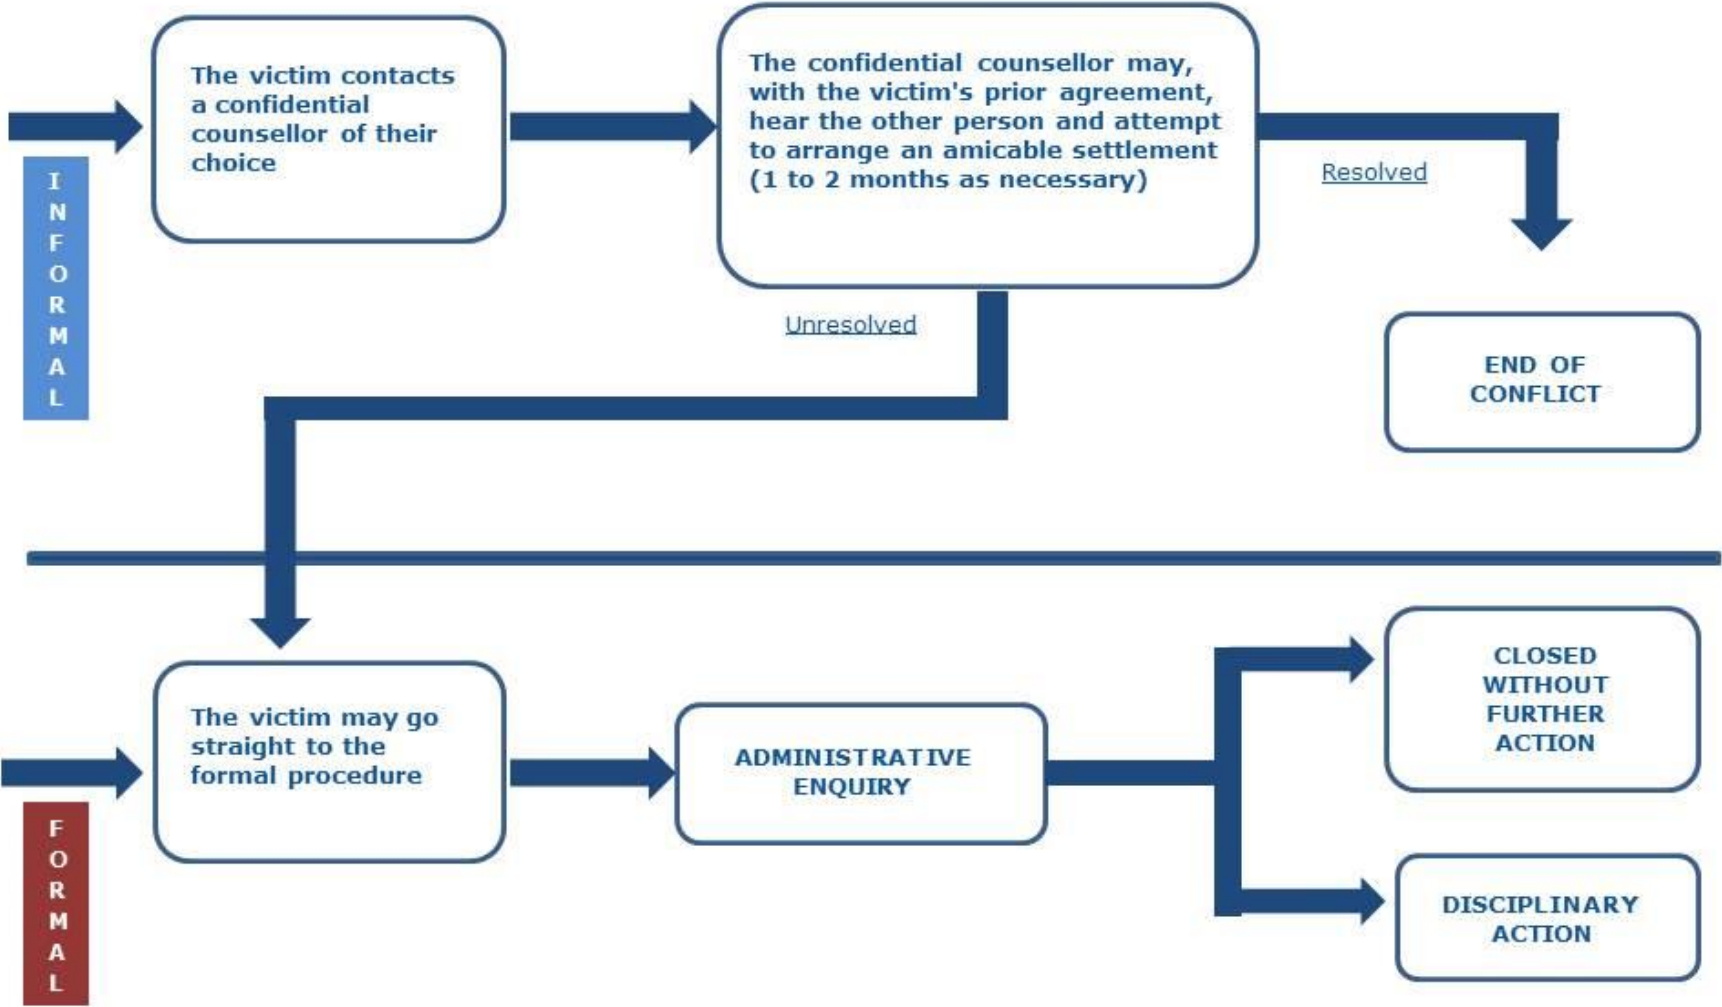 The victim contacts
a confidential
counsellor of their
choice
The confidential counsellor may,
with the victim's prior agreement,
hear the other person and attempt
to arrange an amicable settlement
(1 to 2 months as necessary)
Resolved
INFORMAL
Unresolved
END OF
CONFLICT
The victim may go
straight to the
formal procedure
ADMINISTRATIVE
ENQUIRY
CLOSED
WITHOUT
FURTHER
ACTION
FORMAL
DISCIPLINARY
ACTION